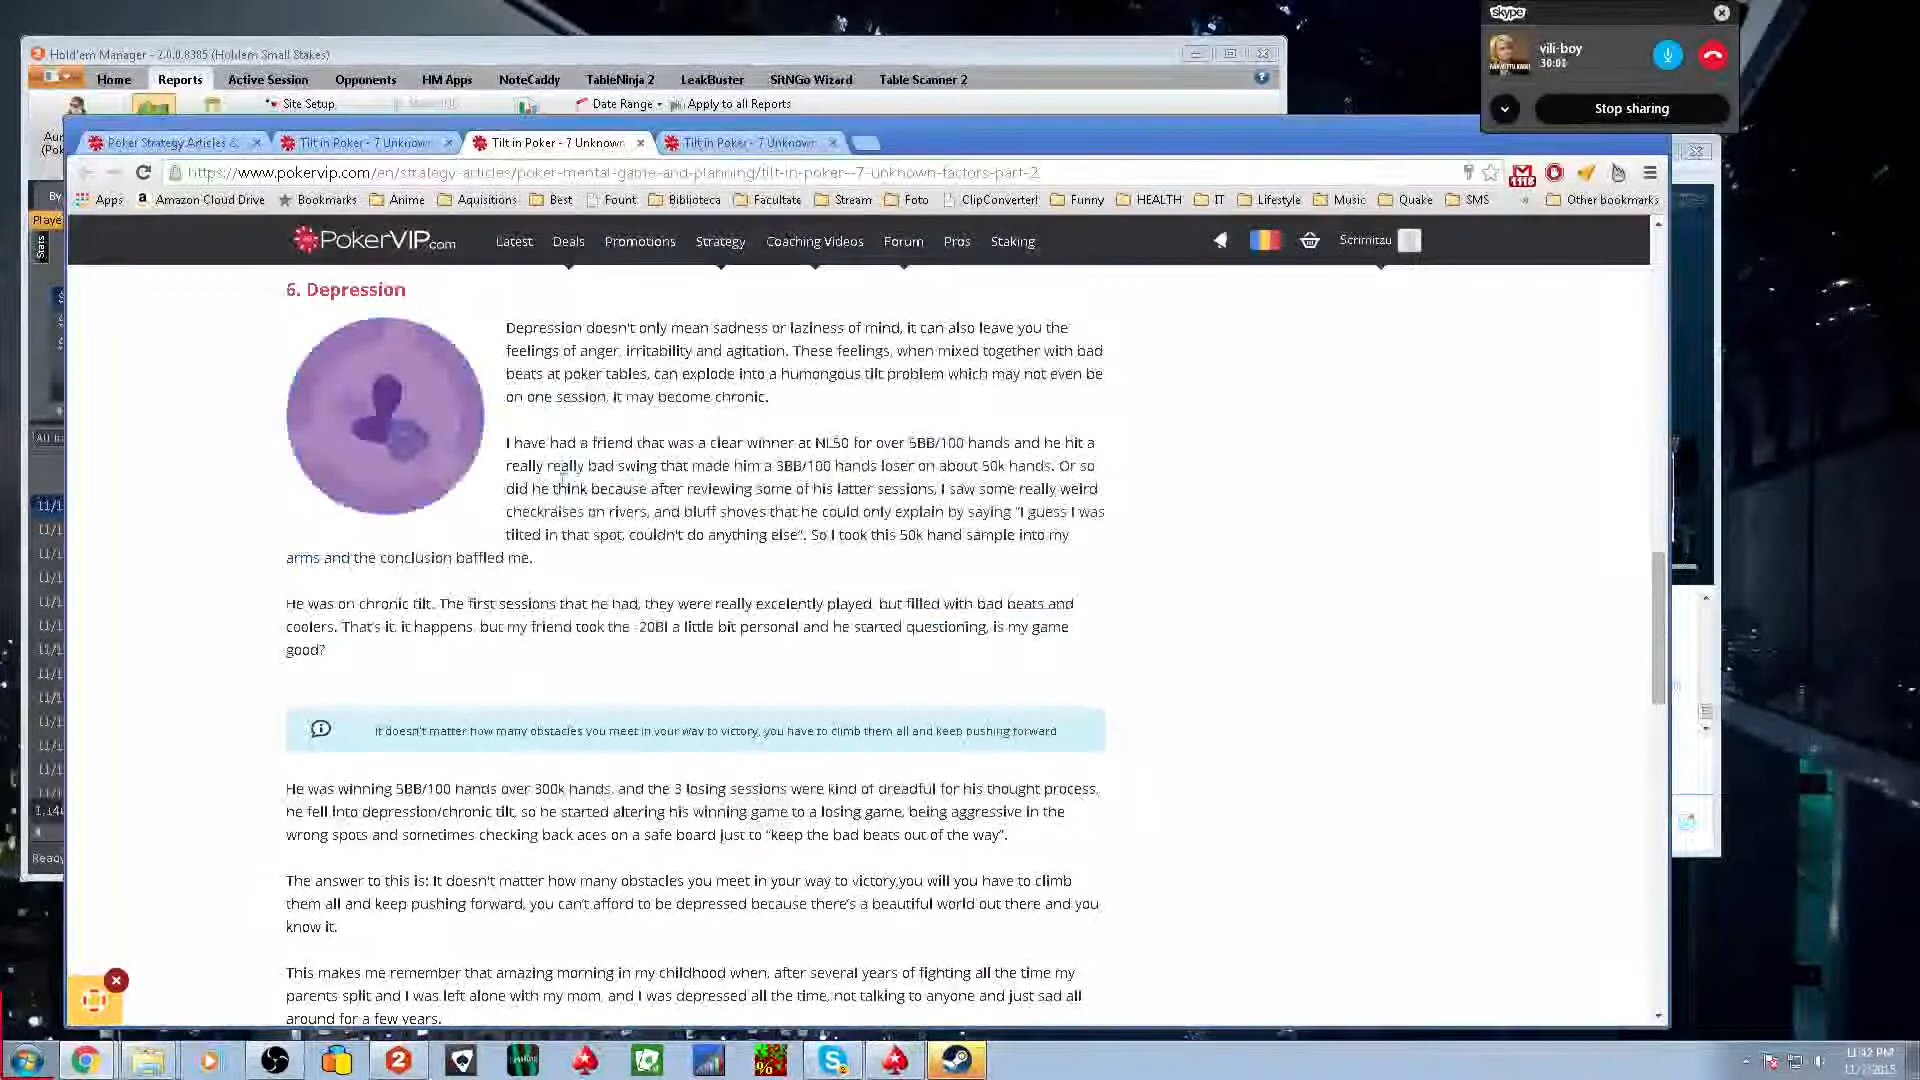 skype
vili-boy
30:01
Stop sharing
Hold'em Manager - 2.0.0.8385 (Holdem Small Stakes)
Home Reports Active Session Opponents HM Apps NoteCaddy TableNinja 2 LeakBuster SitNGo Wizard Table Scanner 2
Site Setup Date Range Apply to all Reports
Poker Strategy Articles & Tilt in Poker - 7 Unknown Tilt in Poker - 7 Unknown Tilt in Poker - 7 Unknown
https://www.pokervip.com/en/strategy-articles/poker-mental-game-and-planning/tilt-in-poker--7-unknown-factors-part-2
Apps Amazon Cloud Drive Bookmarks Anime Aquisitions Best Fount Biblioteca Facultate Stream Foto ClipConverter! Funny HEALTH IT Lifestyle Music Quake SMS » Other bookmarks
By
Playe
Stats
PokerVIP.com Latest Deals Promotions Strategy Coaching Videos Forum Pros Staking Scrimitzu
6. Depression
Depression doesn't only mean sadness or laziness of mind, it can also leave you the
feelings of anger, irritability and agitation. These feelings, when mixed together with bad
beats at poker tables, can explode into a humongous tilt problem which may not even be
on one session, it may become chronic.
I have had a friend that was a clear winner at NL50 for over 5BB/100 hands and he hit a
really really bad swing that made him a 3BB/100 hands loser on about 50k hands. Or so
did he think because after reviewing some of his latter sessions, I saw some really weird
checkraises on rivers, and bluff shoves that he could only explain by saying "I guess I was
tilted in that spot, couldn't do anything else". So I took this 50k hand sample into my
arms and the conclusion baffled me.
He was on chronic tilt. The first sessions that he had, they were really excelently played, but filled with bad beats and
coolers. That's it, it happens, but my friend took the -20BI a little bit personal and he started questioning, is my game
good?
It doesn't matter how many obstacles you meet in your way to victory, you have to climb them all and keep pushing forward
He was winning 5BB/100 hands over 300k hands, and the 3 losing sessions were kind of dreadful for his thought process,
he fell into depression/chronic tilt, so he started altering his winning game to a losing game, being aggressive in the
wrong spots and sometimes checking back aces on a safe board just to "keep the bad beats out of the way".
The answer to this is: It doesn't matter how many obstacles you meet in your way to victory,you will you have to climb
them all and keep pushing forward, you can't afford to be depressed because there's a beautiful world out there and you
know it.
This makes me remember that amazing morning in my childhood when, after several years of fighting all the time my
parents split and I was left alone with my mom, and I was depressed all the time, not talking to anyone and just sad all
around for a few years.
Ready
11:42 PM